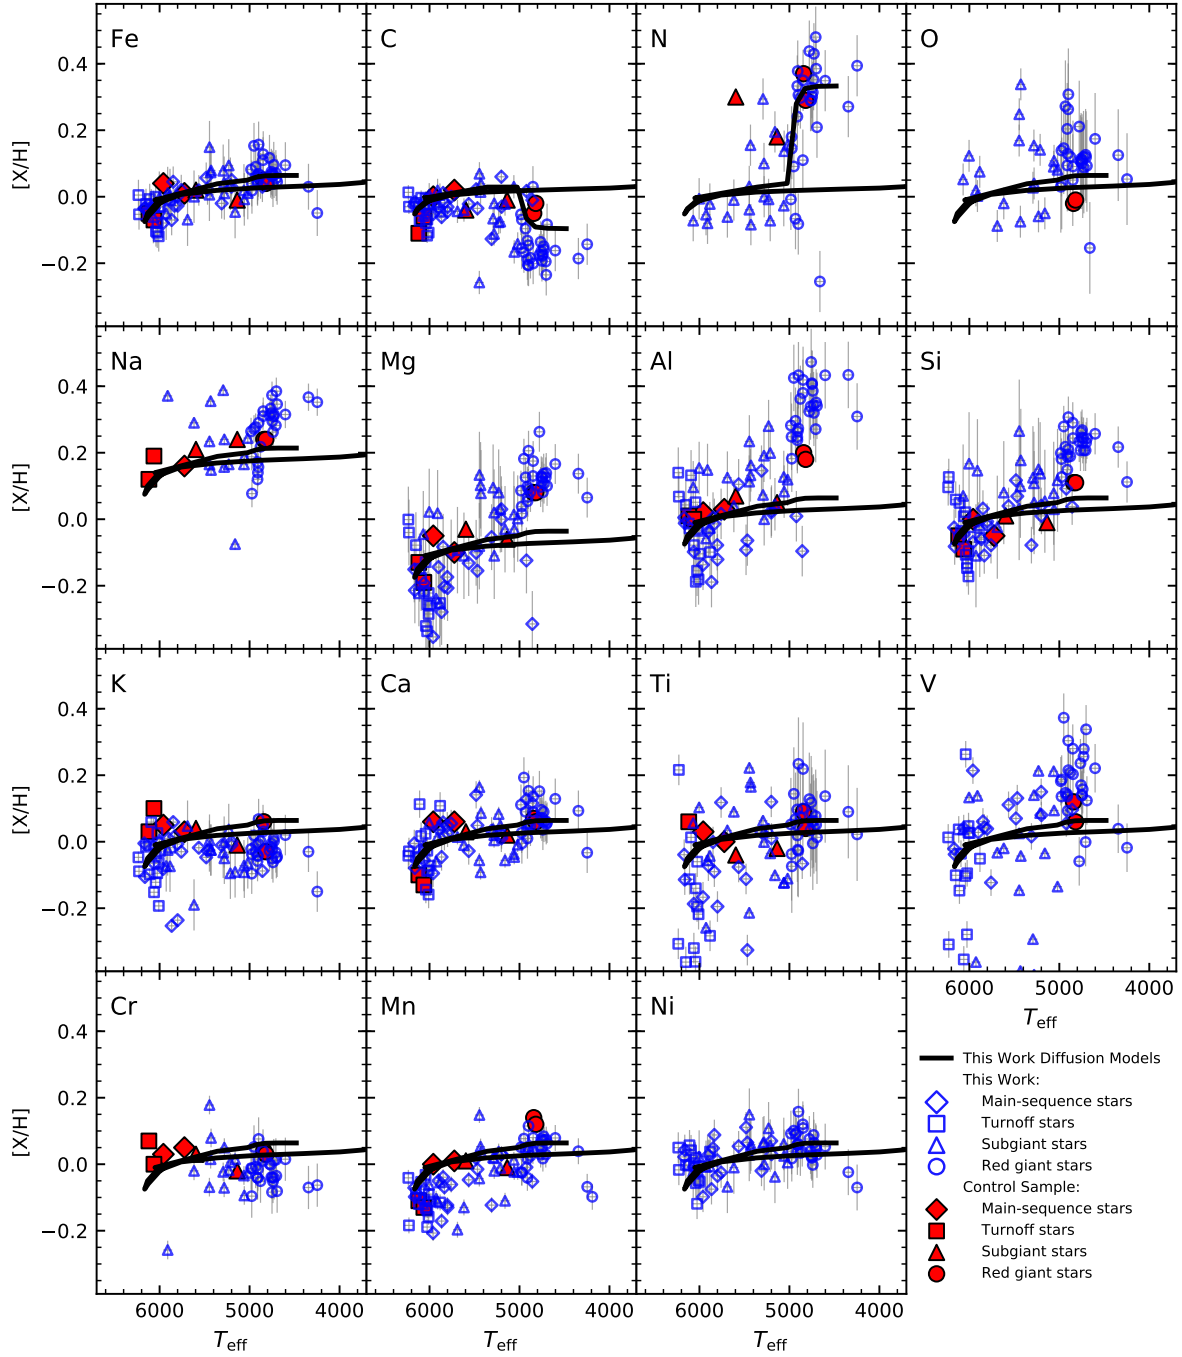 Fe C N O
0.4
0.2
0.0
−0.2
[X/H]
Na Mg Al Si
0.4
0.2
0.0
−0.2
[X/H]
K Ca Ti V
0.4
0.2
0.0
−0.2
[X/H]
6000 5000 4000
Teff
Cr Mn Ni
0.4
0.2
0.0
−0.2
[X/H]
6000 5000 4000 6000 5000 4000 6000 5000 4000
Teff Teff Teff
This Work Diffusion Models
This Work:
Main-sequence stars
Turnoff stars
Subgiant stars
Red giant stars
Control Sample:
Main-sequence stars
Turnoff stars
Subgiant stars
Red giant stars